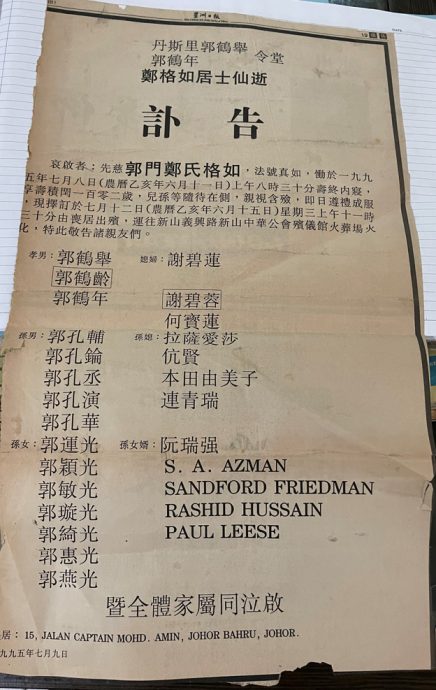 星洲日報
丹斯里郭鶴舉 令堂
郭鶴年
鄭格如居士仙逝
訃告
哀啟者：先慈郭門鄭氏格如，法號真如，慟於一九九
五年七月八日(農曆乙亥年六月十一日)上午八時三十分壽終內寢，
享壽積閏一百零二歲，兒孫等隨侍在側，親視含殮，即日遵禮成服
，現擇訂於七月十二日(農曆乙亥年六月十五日)星期三上午十一時
三十分由喪居出殯，運往新山義興路新山中華公會殯儀館火葬場火
化，特此敬告諸親友們。
孝男：郭鶴舉 媳婦：謝碧蓮
郭鶴齡
郭鶴年 謝碧蓉
何寶蓮
孫男：郭孔輔 孫媳：拉薩愛莎
郭孔錀 伉賢
郭孔丞 本田由美子
郭孔演 連青瑞
郭孔華
孫女：郭運光 孫女婿：阮瑞强
郭穎光 S. A. AZMAN
郭敏光 SANDFORD FRIEDMAN
郭璇光 RASHID HUSSAIN
郭綺光 PAUL LEESE
郭惠光
郭燕光
暨全體家屬同泣啟
居：15, JALAN CAPTAIN MOHD. AMIN, JOHOR BAHRU, JOHOR.
九九五年七月九日